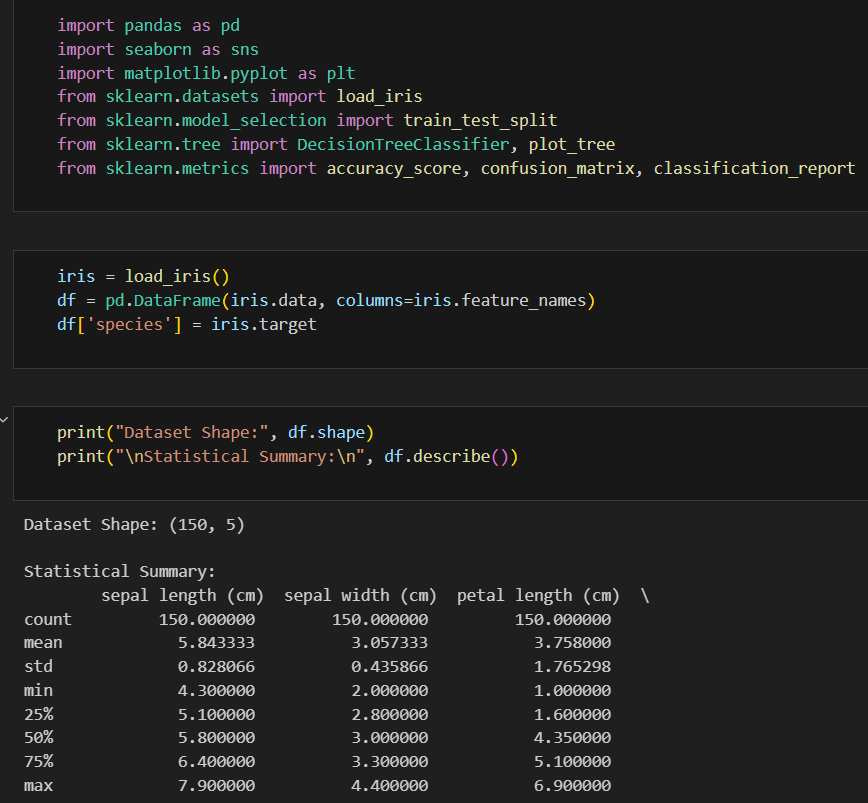 import pandas as pd
import seaborn as sns
import matplotlib.pyplot as plt
from sklearn.datasets import load_iris
from sklearn.model_selection import train_test_split
from sklearn.tree import DecisionTreeClassifier, plot_tree
from sklearn.metrics import accuracy_score, confusion_matrix, classification_report
iris = load_iris()
df = pd.DataFrame(iris.data, columns=iris.feature_names)
df['species'] = iris.target
print("Dataset Shape:", df.shape)
print("\nStatistical Summary:\n", df.describe())
Dataset Shape: (150, 5)
Statistical Summary:
        sepal length (cm)  sepal width (cm)  petal length (cm)  \
count         150.000000        150.000000         150.000000
mean            5.843333          3.057333           3.758000
std             0.828066          0.435866           1.765298
min             4.300000          2.000000           1.000000
25%             5.100000          2.800000           1.600000
50%             5.800000          3.000000           4.350000
75%             6.400000          3.300000           5.100000
max             7.900000          4.400000           6.900000